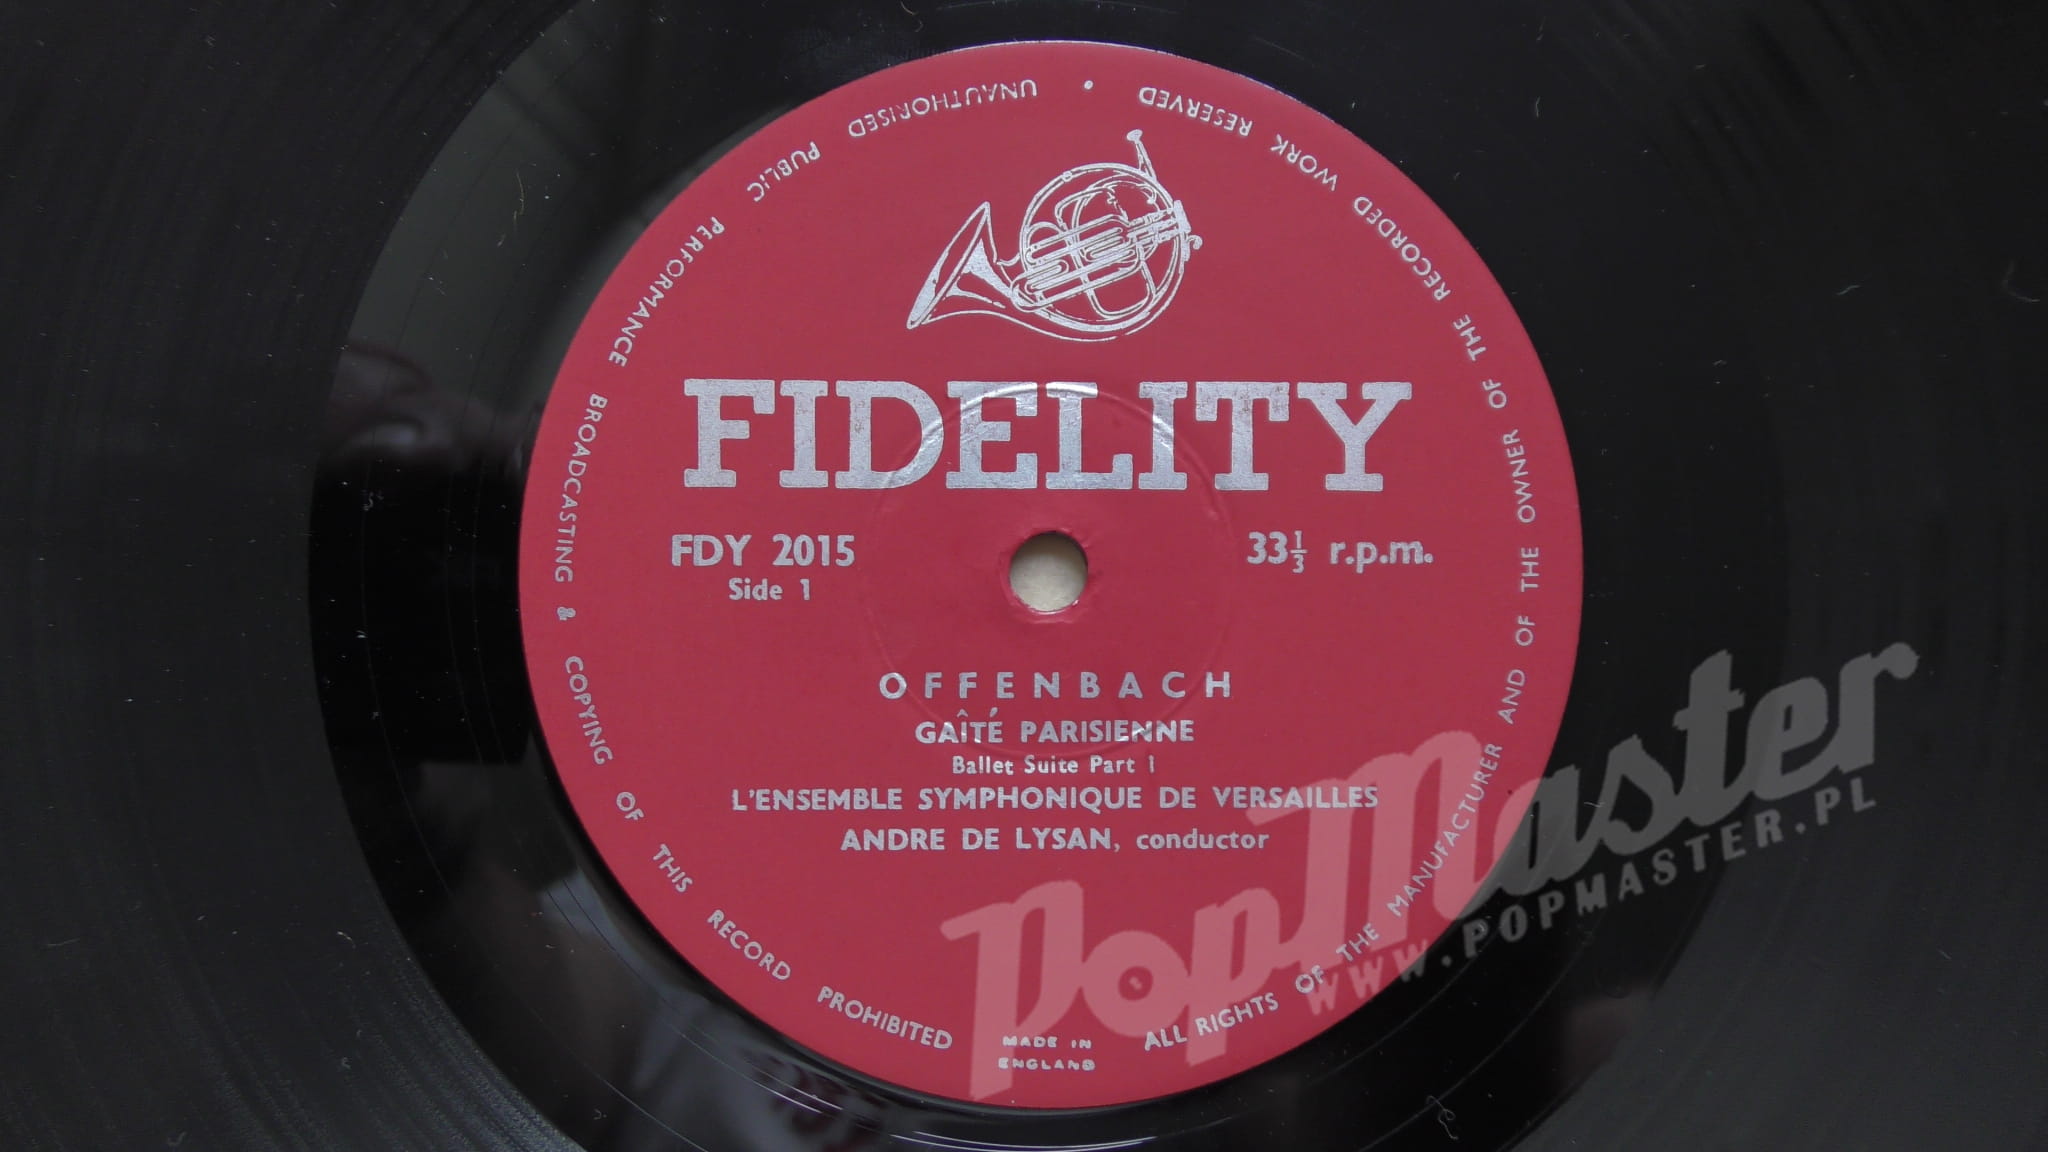 FIDELITY
FDY 2015
Side 1
33⅓ r.p.m.
OFFENBACH
GAÎTÉ PARISIENNE
Ballet Suite Part 1
L'ENSEMBLE SYMPHONIQUE DE VERSAILLES
ANDRE DE LYSAN, conductor
MADE IN
ENGLAND
ALL RIGHTS OF THE MANUFACTURER AND OF THE OWNER OF THE RECORDED WORK RESERVED • UNAUTHORISED PUBLIC PERFORMANCE BROADCASTING & COPYING OF THIS RECORD PROHIBITED
PopMaster
WWW.POPMASTER.PL